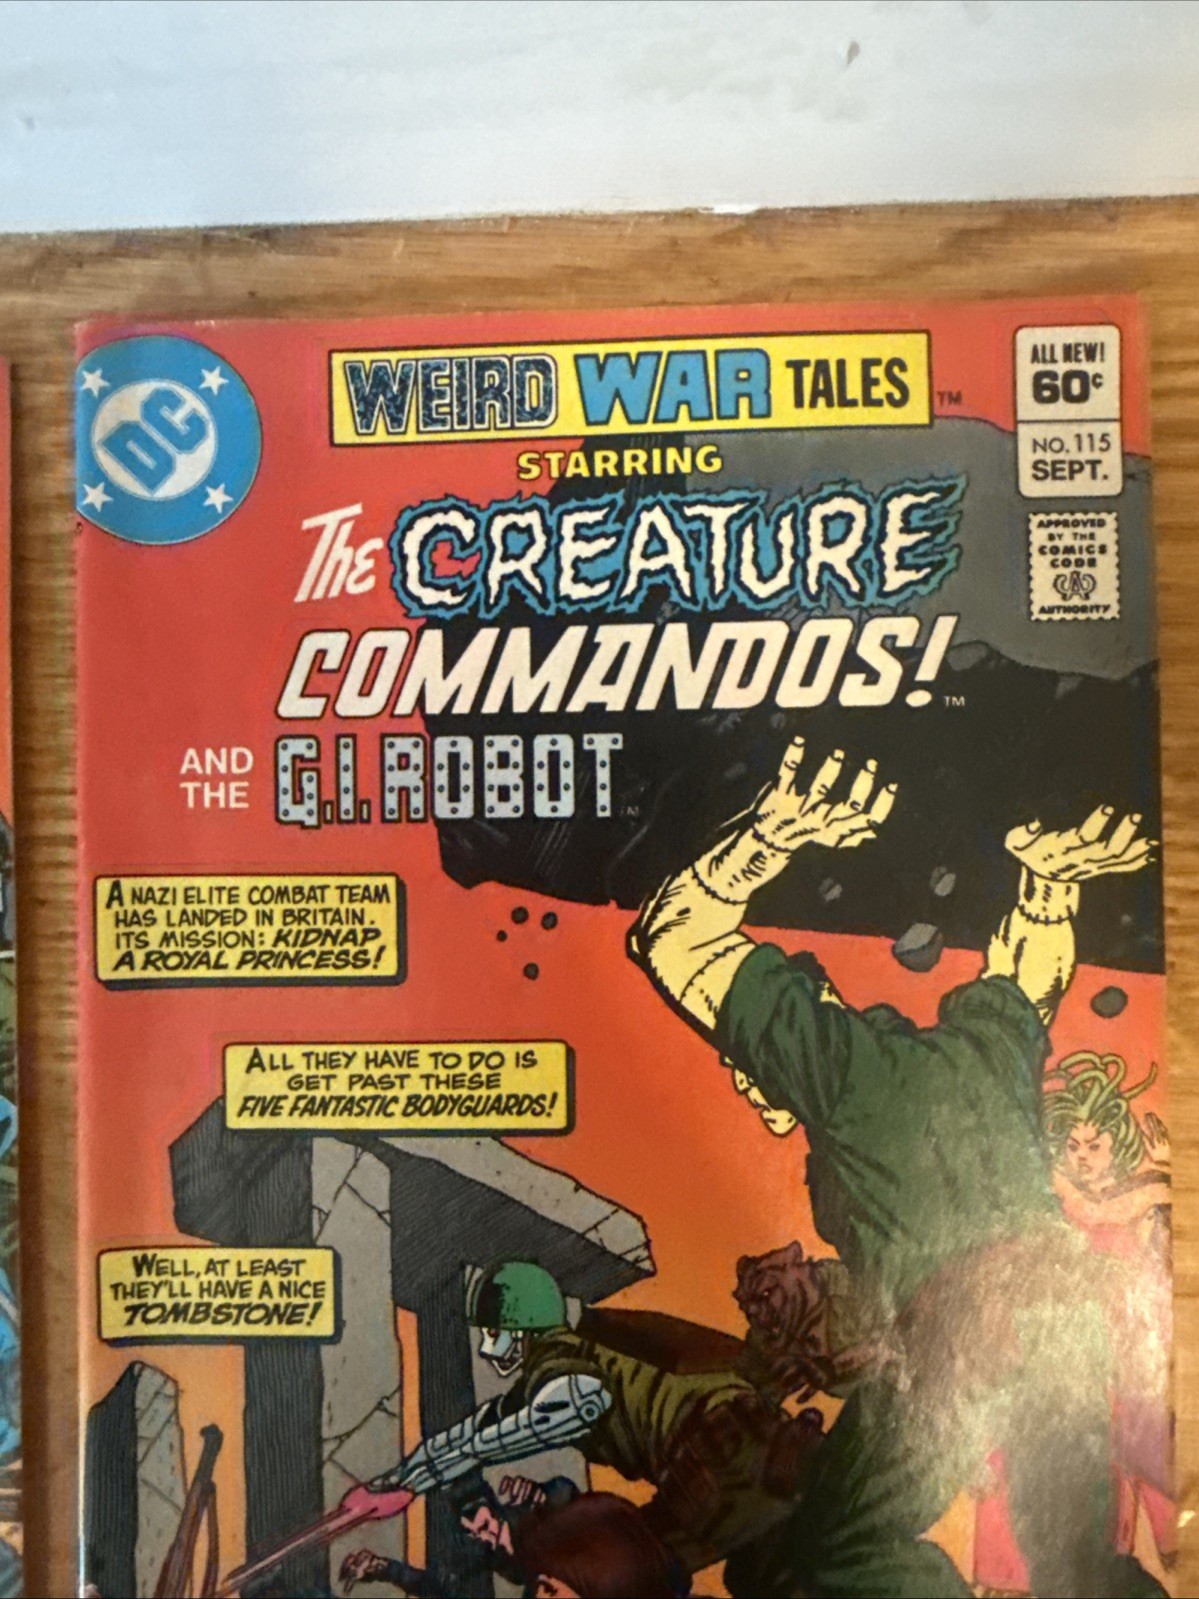 DC
WEIRD WAR TALES ™
STARRING
The CREATURE
COMMANDOS! ™
AND THE G.I. ROBOT ™
ALL NEW!
60¢
NO. 115
SEPT.
APPROVED
BY THE
COMICS
CODE
CA
AUTHORITY
A NAZI ELITE COMBAT TEAM
HAS LANDED IN BRITAIN.
ITS MISSION: KIDNAP
A ROYAL PRINCESS!
ALL THEY HAVE TO DO IS
GET PAST THESE
FIVE FANTASTIC BODYGUARDS!
WELL, AT LEAST
THEY'LL HAVE A NICE
TOMBSTONE!